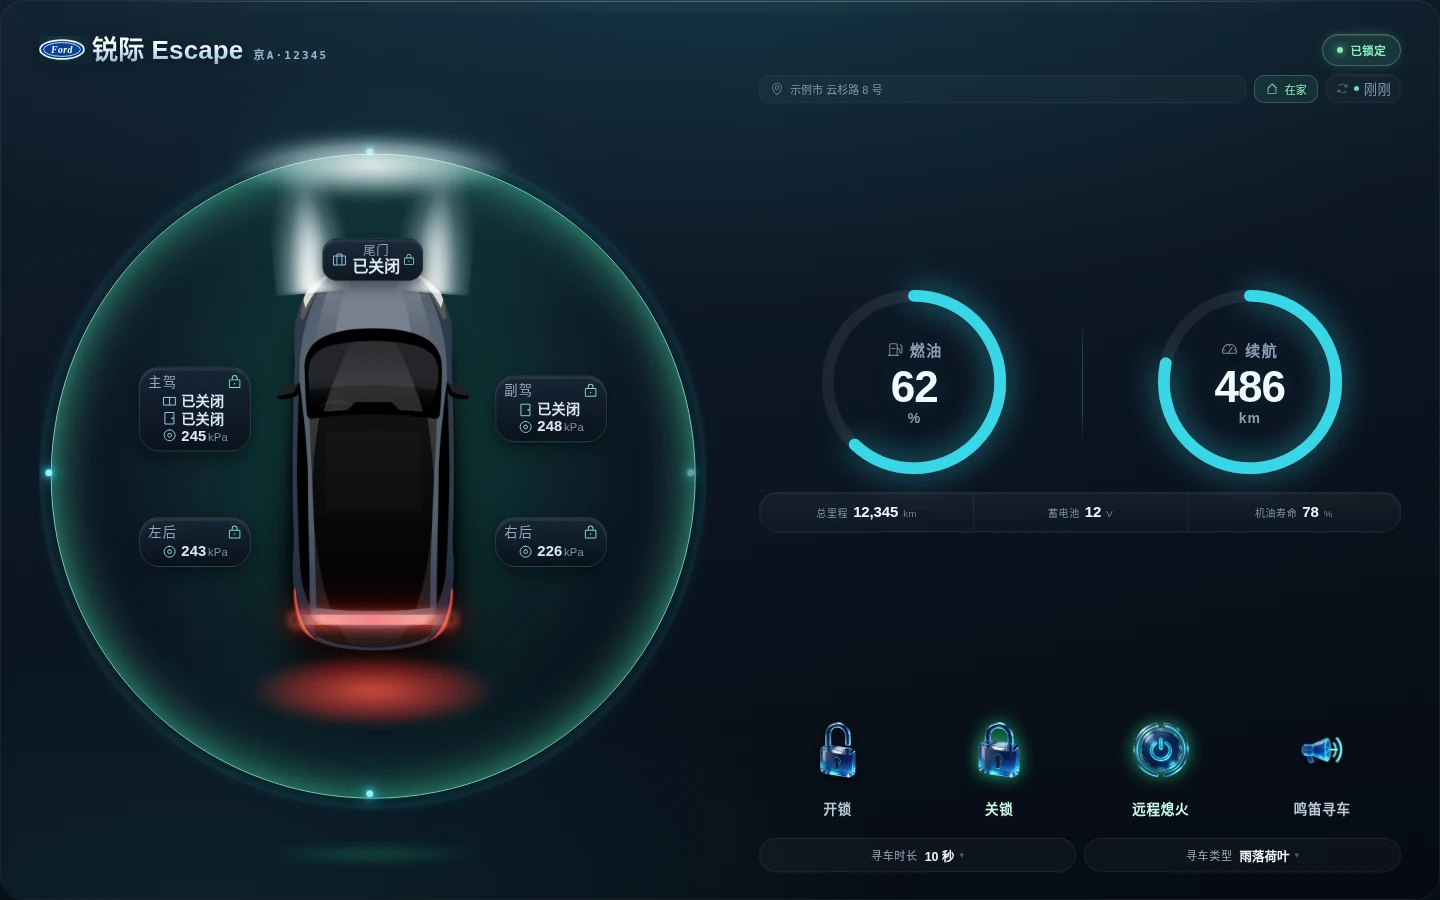 Ford 锐际 Escape 京A·12345
已锁定
示例市 云杉路 8 号
在家
刚刚
尾门
已关闭
主驾
已关闭
已关闭
245 kPa
副驾
已关闭
248 kPa
左后
243 kPa
右后
226 kPa
燃油
62
%
续航
486
km
总里程 12,345 km
蓄电池 12 V
机油寿命 78 %
开锁
关锁
远程熄火
鸣笛寻车
寻车时长 10 秒
寻车类型 雨落荷叶